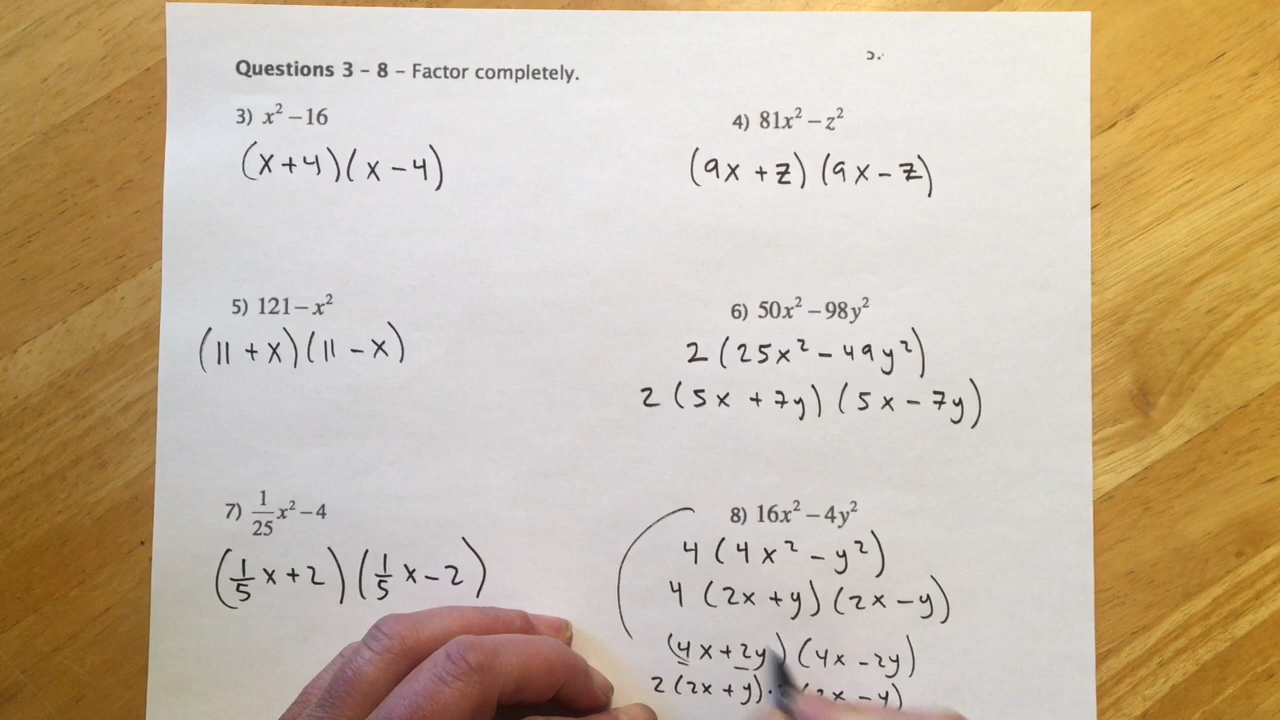 Questions 3 – 8 – Factor completely.
3) x² – 16
(x+4)(x-4)
4) 81x² – z²
(9x+z)(9x-z)
5) 121 – x²
(11+x)(11-x)
6) 50x² – 98y²
2(25x²-49y²)
2(5x+7y)(5x-7y)
7) 1/25 x² – 4
(1/5 x+2)(1/5 x-2)
8) 16x² – 4y²
4(4x²-y²)
4(2x+y)(2x-y)
(4x+2y)(4x-2y)
2(2x+y)·